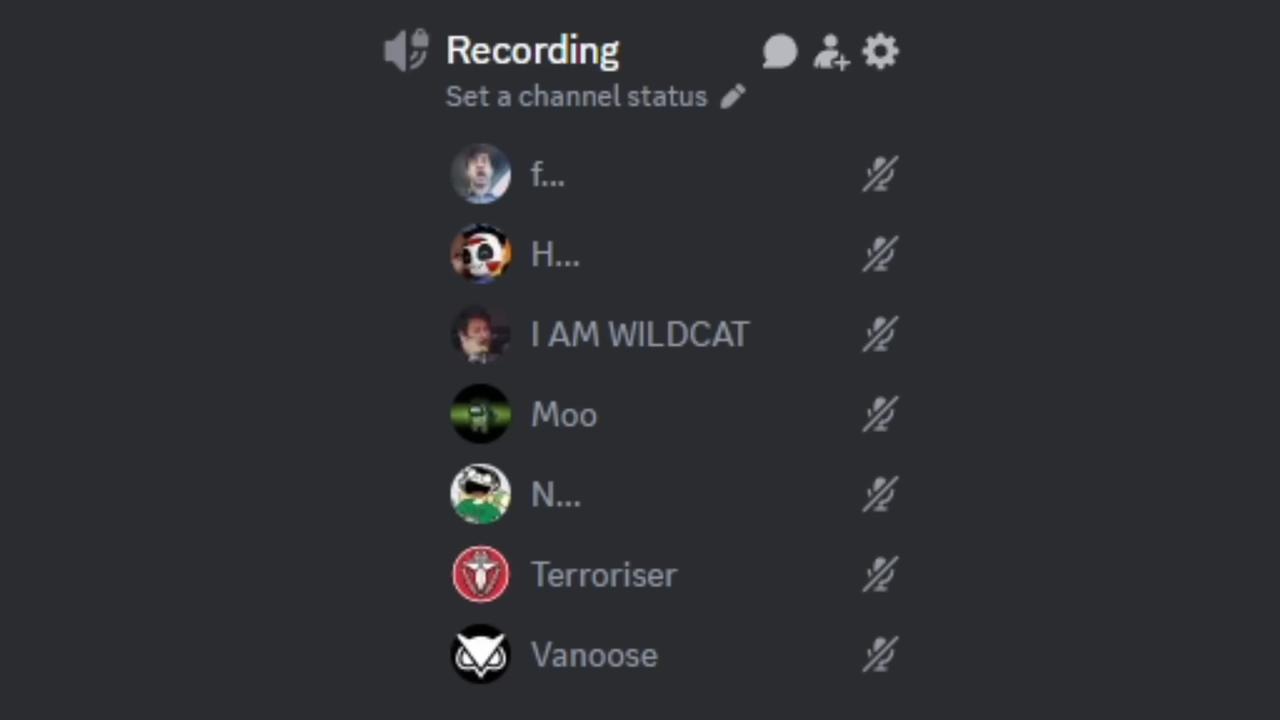 Recording
Set a channel status
f...
H...
I AM WILDCAT
Moo
N...
Terroriser
Vanoose